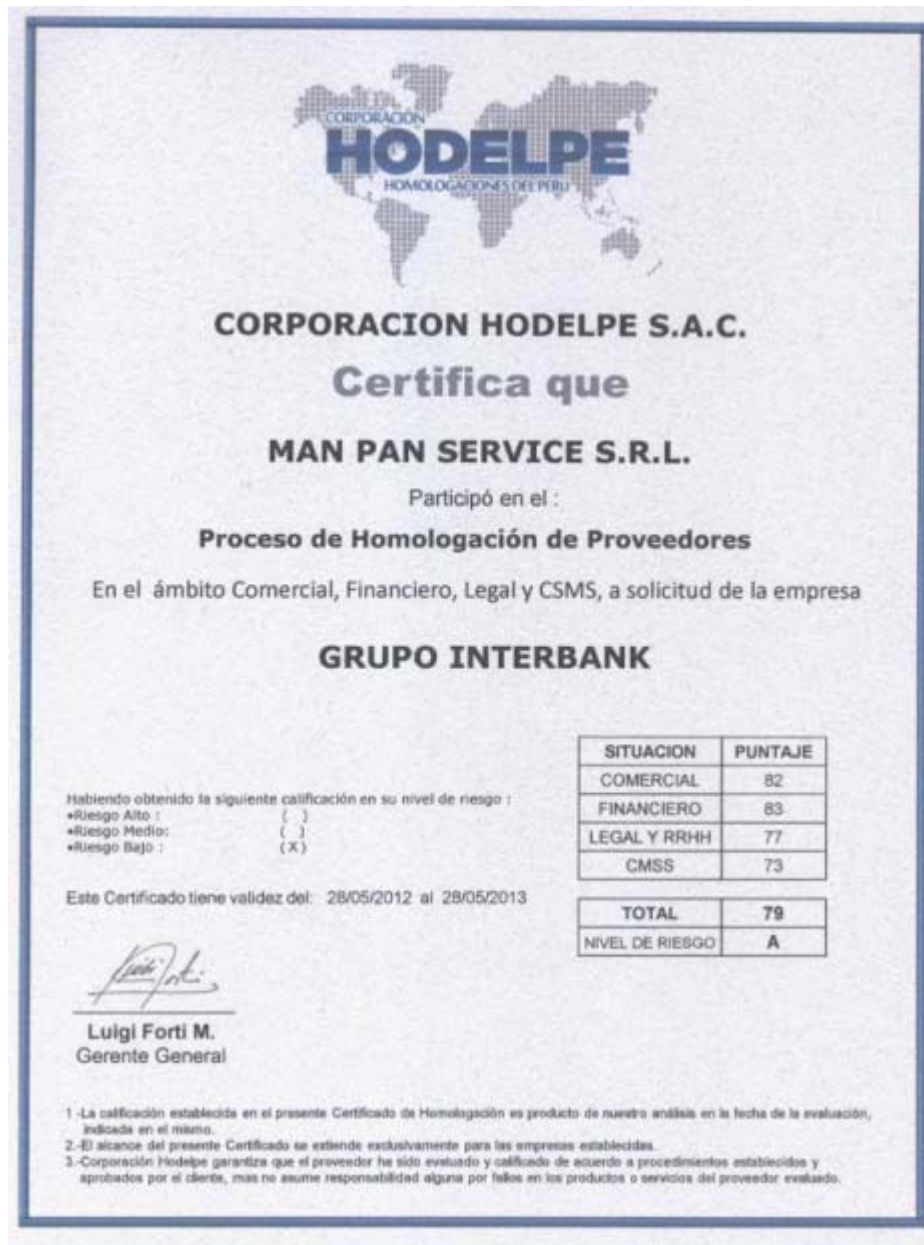 CORPORACIÓN
HODELPE
HOMOLOGACIONES DEL PERU
CORPORACION HODELPE S.A.C.
Certifica que
MAN PAN SERVICE S.R.L.
Participó en el :
Proceso de Homologación de Proveedores
En el ámbito Comercial, Financiero, Legal y CSMS, a solicitud de la empresa
GRUPO INTERBANK
Habiendo obtenido la siguiente calificación en su nivel de riesgo :
•Riesgo Alto : ( )
•Riesgo Medio: ( )
•Riesgo Bajo : ( X )
Este Certificado tiene validez del: 28/05/2012 al 28/05/2013
SITUACION PUNTAJE
COMERCIAL 82
FINANCIERO 83
LEGAL Y RRHH 77
CMSS 73
TOTAL 79
NIVEL DE RIESGO A
Luigi Forti M.
Gerente General
1.-La calificación establecida en el presente Certificado de Homologación es producto de nuestro análisis en la fecha de la evaluación,
indicada en el mismo.
2.-El alcance del presente Certificado se extiende exclusivamente para las empresas establecidas.
3.-Corporación Hodelpe garantiza que el proveedor ha sido evaluado y calificado de acuerdo a procedimientos establecidos y
aprobados por el cliente, mas no asume responsabilidad alguna por fallos en los productos o servicios del proveedor evaluado.